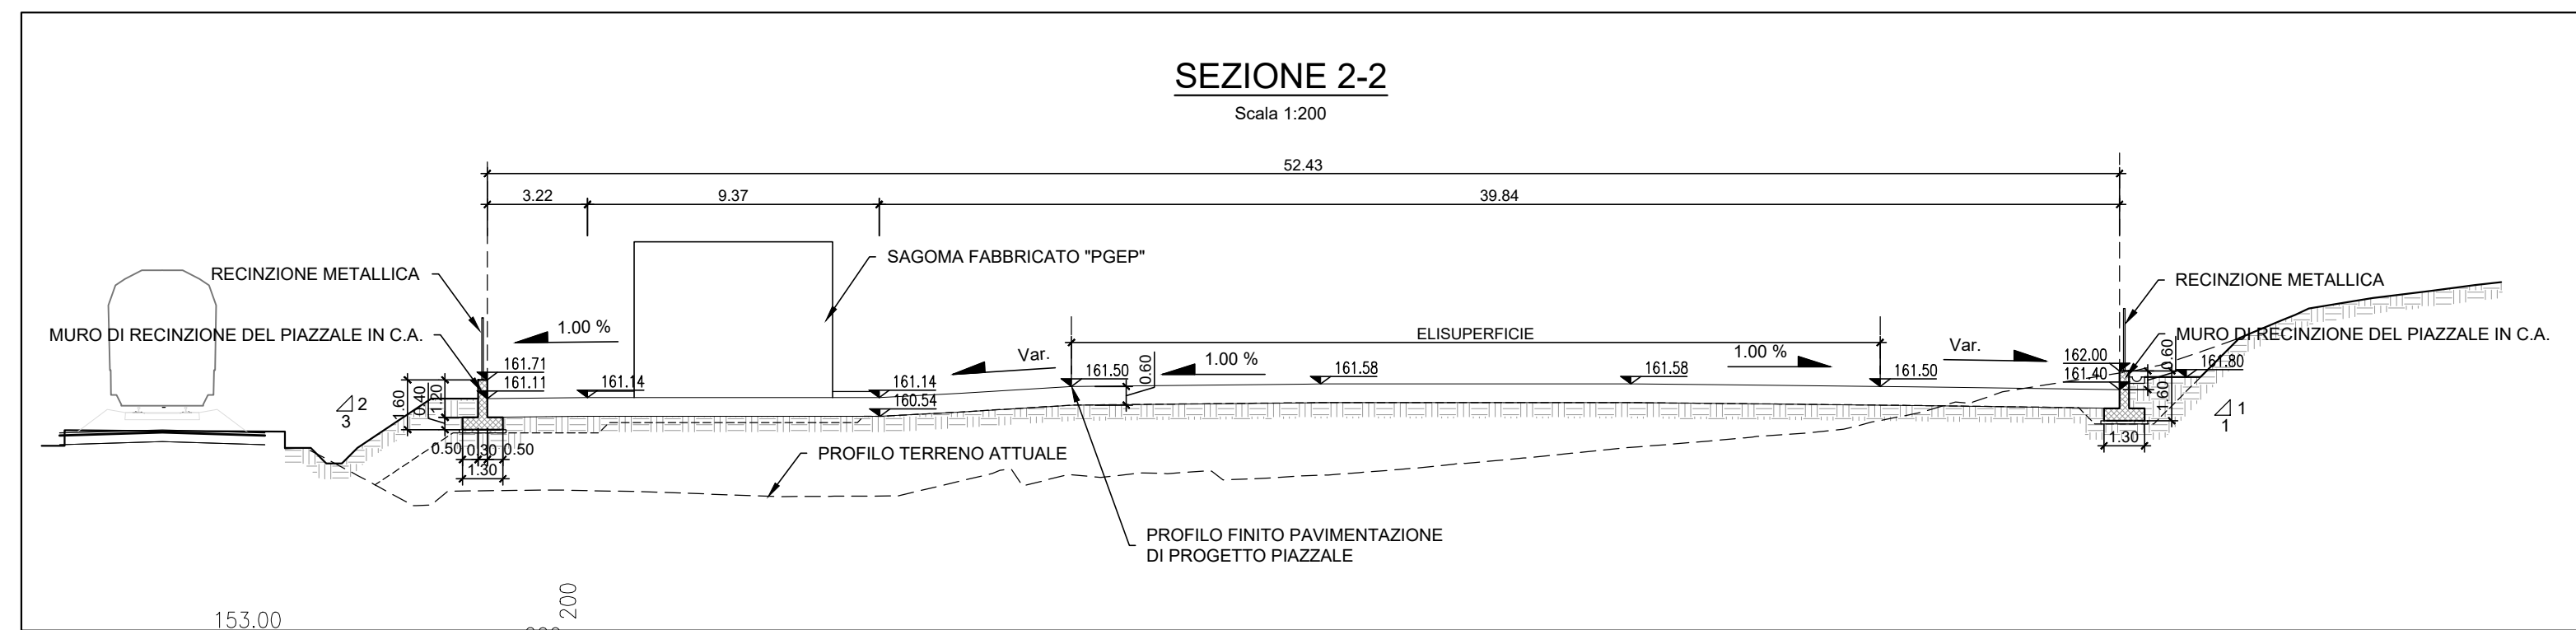 SEZIONE 2-2
Scala 1:200
52.43
3.22
9.37
39.84
SAGOMA FABBRICATO "PGEP"
RECINZIONE METALLICA
RECINZIONE METALLICA
1.00 %
ELISUPERFICIE
MURO DI RECINZIONE DEL PIAZZALE IN C.A.
MURO DI RECINZIONE DEL PIAZZALE IN C.A.
Var.
1.00 %
1.00 %
Var.
161.71
161.11
161.14
161.14
160.54
161.50
0.60
161.58
161.58
161.50
162.00
161.40
0.60
161.80
1.60
0.40
1.20
2
3
1.60
1
1
0.50
0.30
0.50
1.30
1.30
PROFILO TERRENO ATTUALE
PROFILO FINITO PAVIMENTAZIONE
DI PROGETTO PIAZZALE
153.00
200